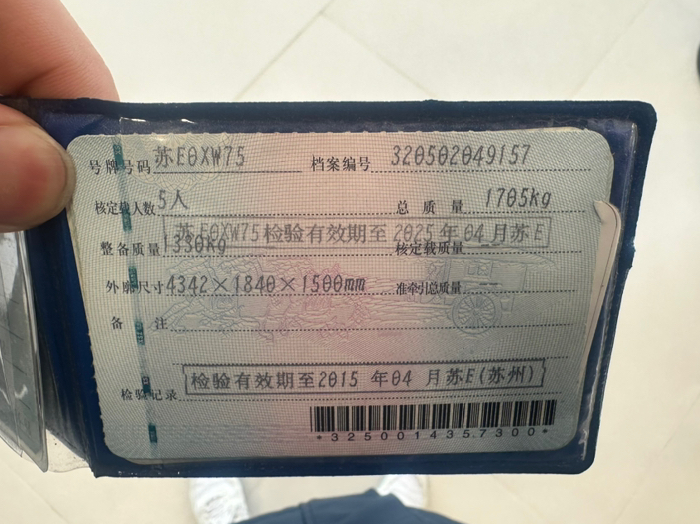 号牌号码 苏E0XW75 档案编号 320502049157
核定载人数 5人 总质量 1705kg
苏E0XW75检验有效期至2025年04月苏E
整备质量 1330kg 核定载质量 --
外廓尺寸 4342×1840×1500mm 准牵引总质量 --
备注
检验记录 检验有效期至2015年04月苏E(苏州)
*3250014357300*